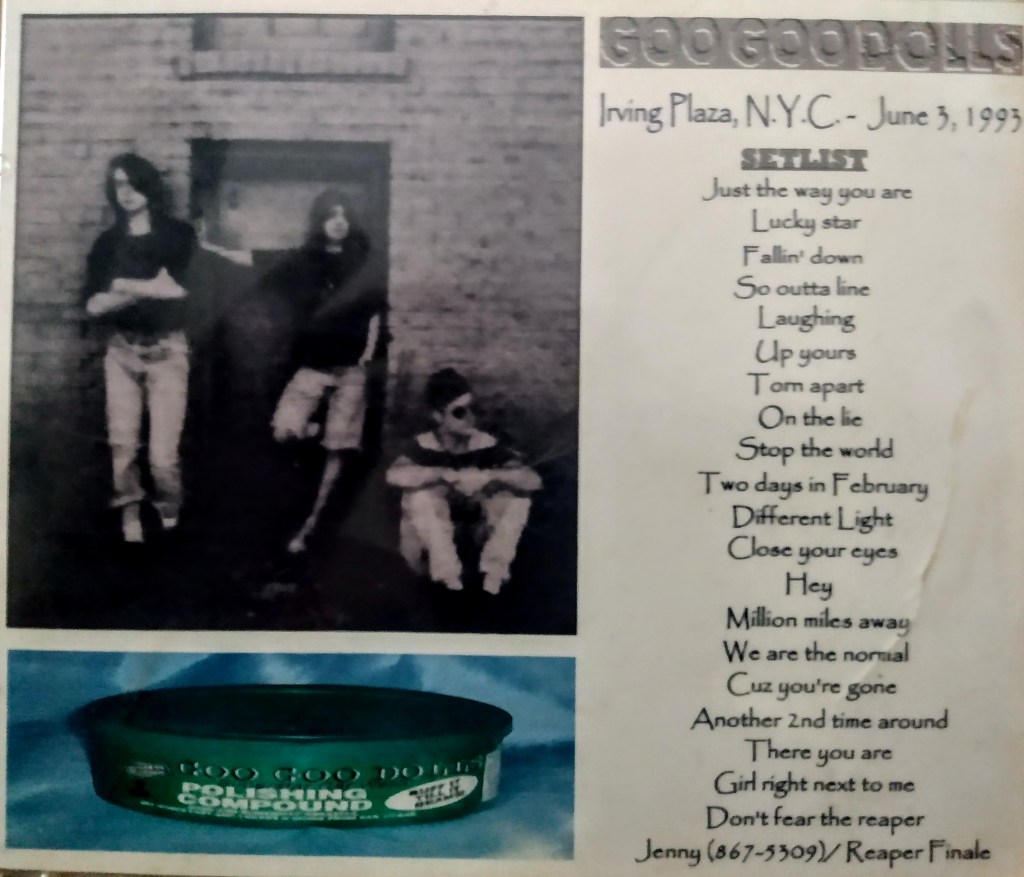 GOO GOO DOLLS
Irving Plaza, N.Y.C. - June 3, 1993
SETLIST
Just the way you are
Lucky star
Fallin' down
So outta line
Laughing
Up yours
Torn apart
On the lie
Stop the world
Two days in February
Different Light
Close your eyes
Hey
Million miles away
We are the normal
Cuz you're gone
Another 2nd time around
There you are
Girl right next to me
Don't fear the reaper
Jenny (867-5309)/ Reaper Finale
GOO GOO DOLLS
POLISHING
COMPOUND